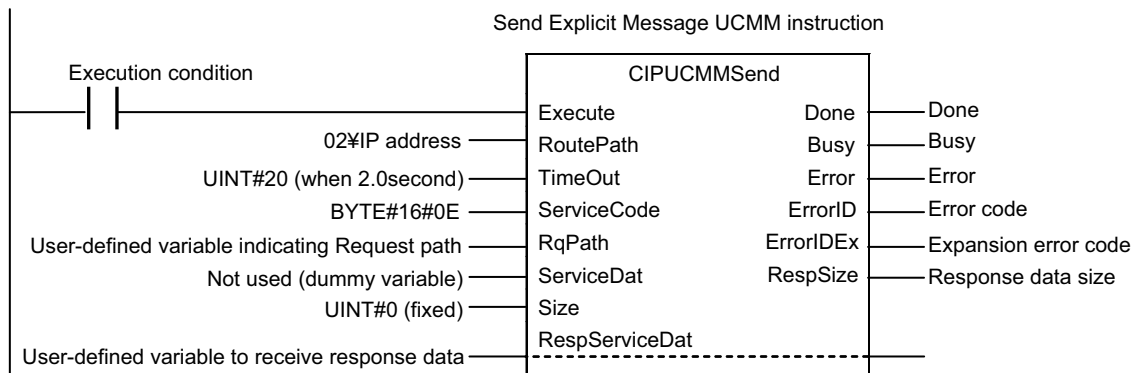 Send Explicit Message UCMM instruction
Execution condition
CIPUCMMSend
Execute Done Done
02¥IP address RoutePath Busy Busy
UINT#20 (when 2.0second) TimeOut Error Error
BYTE#16#0E ServiceCode ErrorID Error code
User-defined variable indicating Request path RqPath ErrorIDEx Expansion error code
Not used (dummy variable) ServiceDat RespSize Response data size
UINT#0 (fixed) Size
RespServiceDat
User-defined variable to receive response data